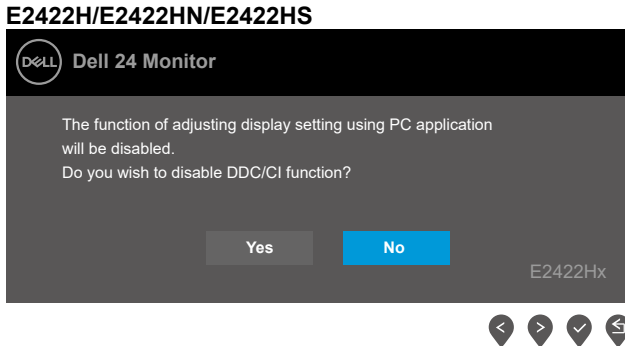 E2422H/E2422HN/E2422HS
DELL Dell 24 Monitor
The function of adjusting display setting using PC application
will be disabled.
Do you wish to disable DDC/CI function?
Yes No
E2422Hx